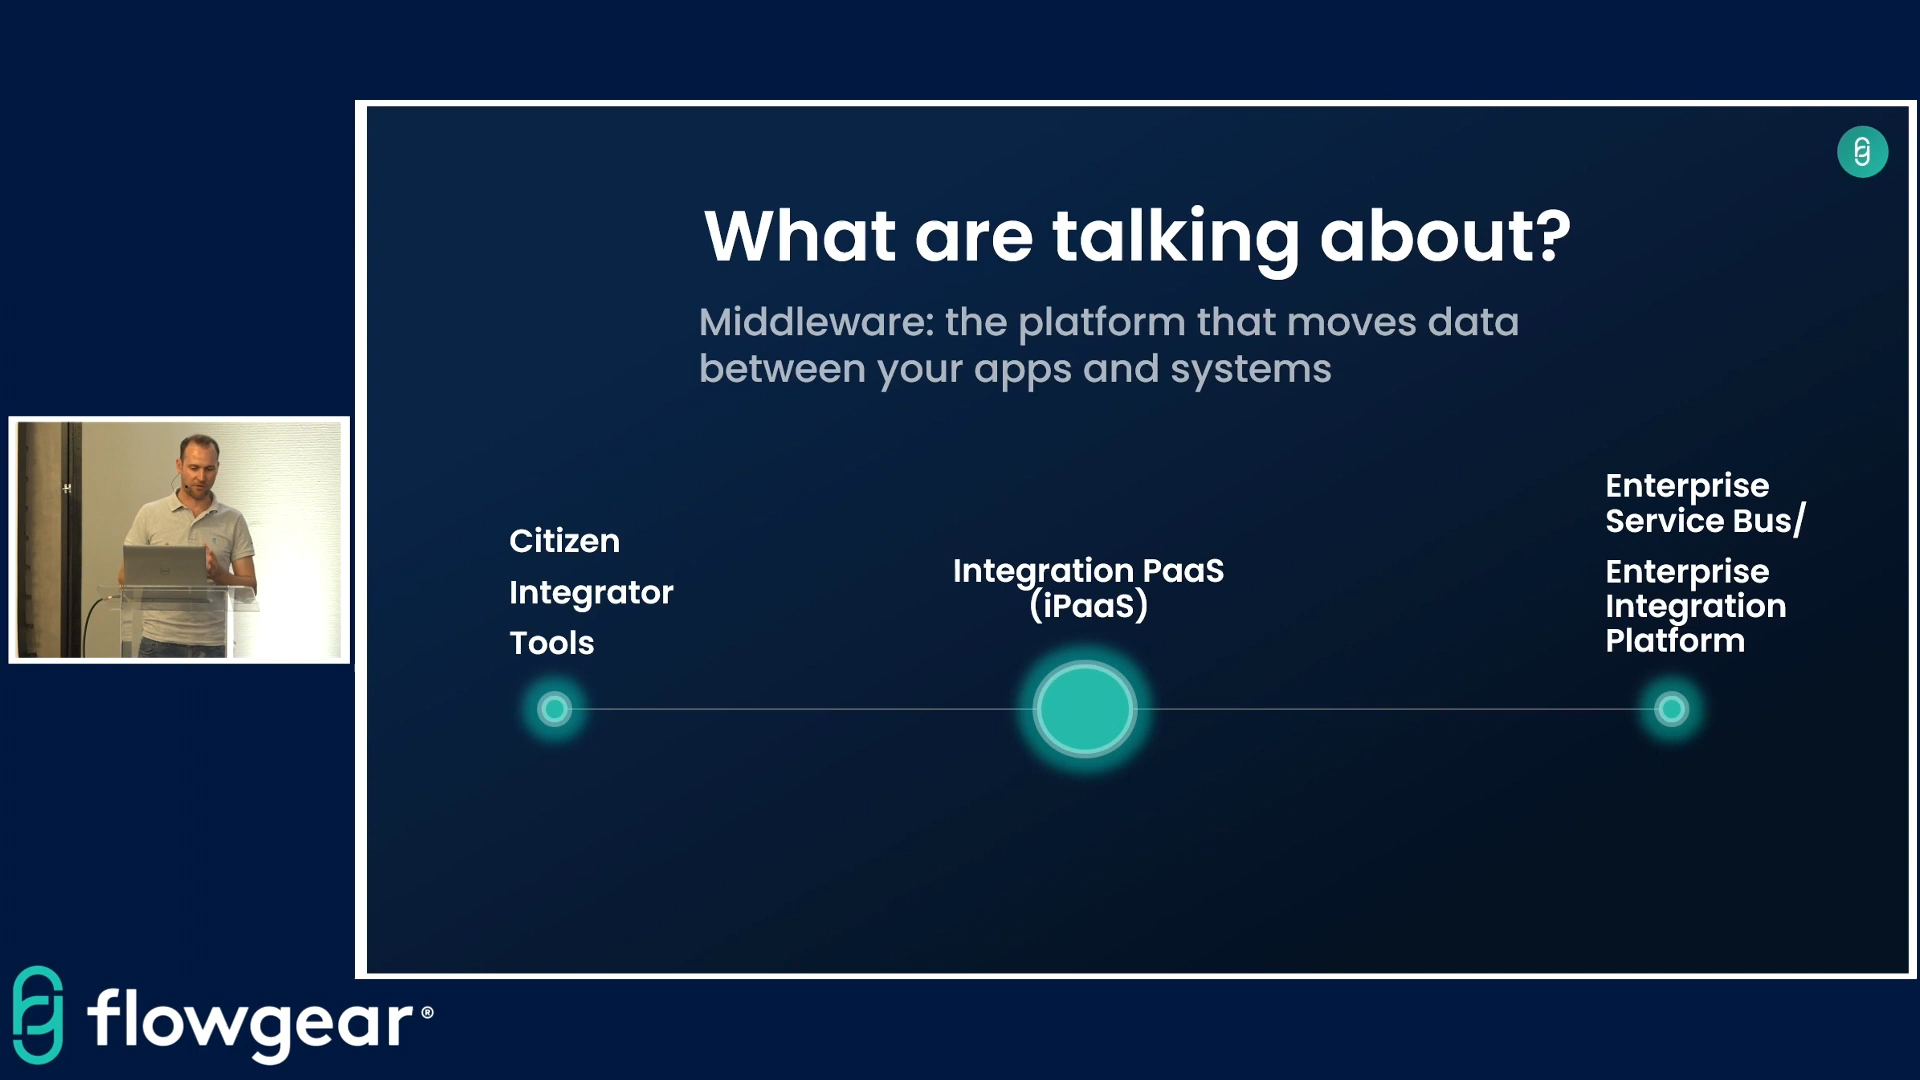 What are talking about?
Middleware: the platform that moves data
between your apps and systems
Citizen
Integrator
Tools
Integration PaaS
(iPaaS)
Enterprise
Service Bus/
Enterprise
Integration
Platform
flowgear®